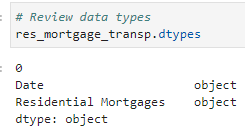 # Review data types
res_mortgage_transp.dtypes
0
Date object
Residential Mortgages object
dtype: object